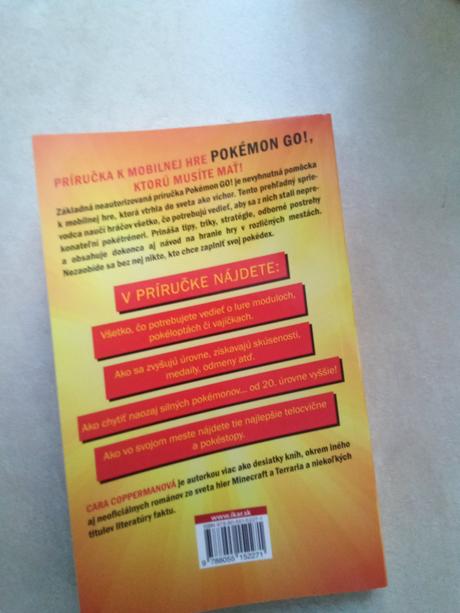 PRÍRUČKA K MOBILNEJ HRE POKÉMON GO!,
KTORÚ MUSÍTE MAŤ!
Základná neautorizovaná príručka Pokémon GO! je nevyhnutná pomôcka
k mobilnej hre, ktorá vtrhla do sveta ako víchor. Tento prehľadný sprie-
vodca naučí hráčov všetko, čo potrebujú vedieť, aby sa z nich stali nepre-
konateľní pokétréneri. Prináša tipy, triky, stratégie, odborné postrehy
a obsahuje dokonca aj návod na hranie hry v rozličných mestách.
Nezaobíde sa bez nej nikto, kto chce zaplniť svoj pokédex.
V PRÍRUČKE NÁJDETE:
Všetko, čo potrebujete vedieť o lure moduloch,
pokéloptách či vajíčkach.
Ako sa zvyšujú úrovne, získavajú skúsenosti,
medaily, odmeny atď.
Ako chytiť naozaj silných pokémonov... od 20. úrovne vyššie!
Ako vo svojom meste nájdete tie najlepšie telocvične
a pokéstopy.
CARA COPPERMANOVÁ je autorkou viac ako desiatky kníh, okrem iného
aj neoficiálnych románov zo sveta hier Minecraft a Terraria a niekoľkých
titulov literatúry faktu.
www.ikar.sk
9 788055 152271